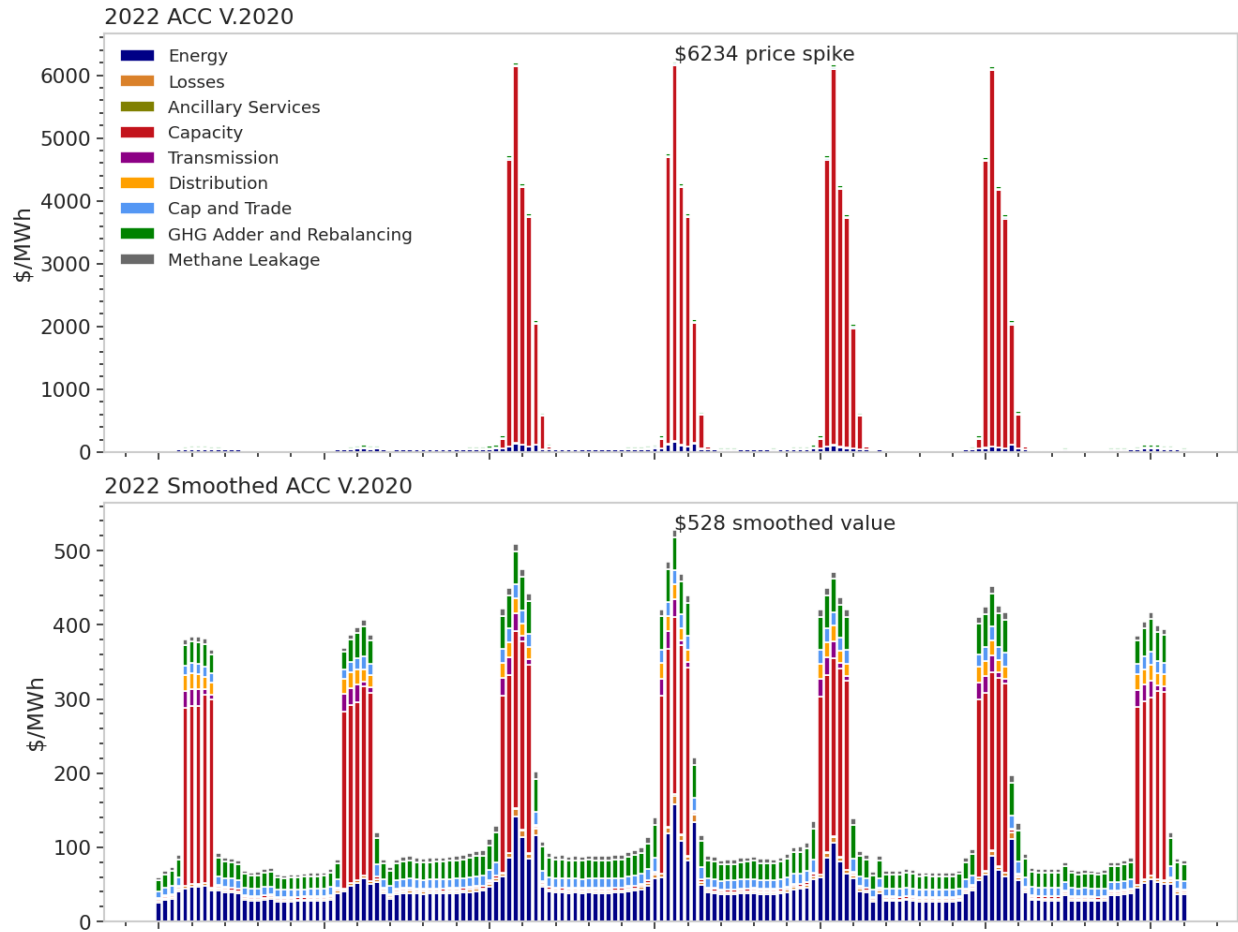 2022 ACC V.2020
$6234 price spike
6000
5000
4000
3000
2000
1000
0
$/MWh
Energy
Losses
Ancillary Services
Capacity
Transmission
Distribution
Cap and Trade
GHG Adder and Rebalancing
Methane Leakage
2022 Smoothed ACC V.2020
$528 smoothed value
500
400
300
200
100
0
$/MWh